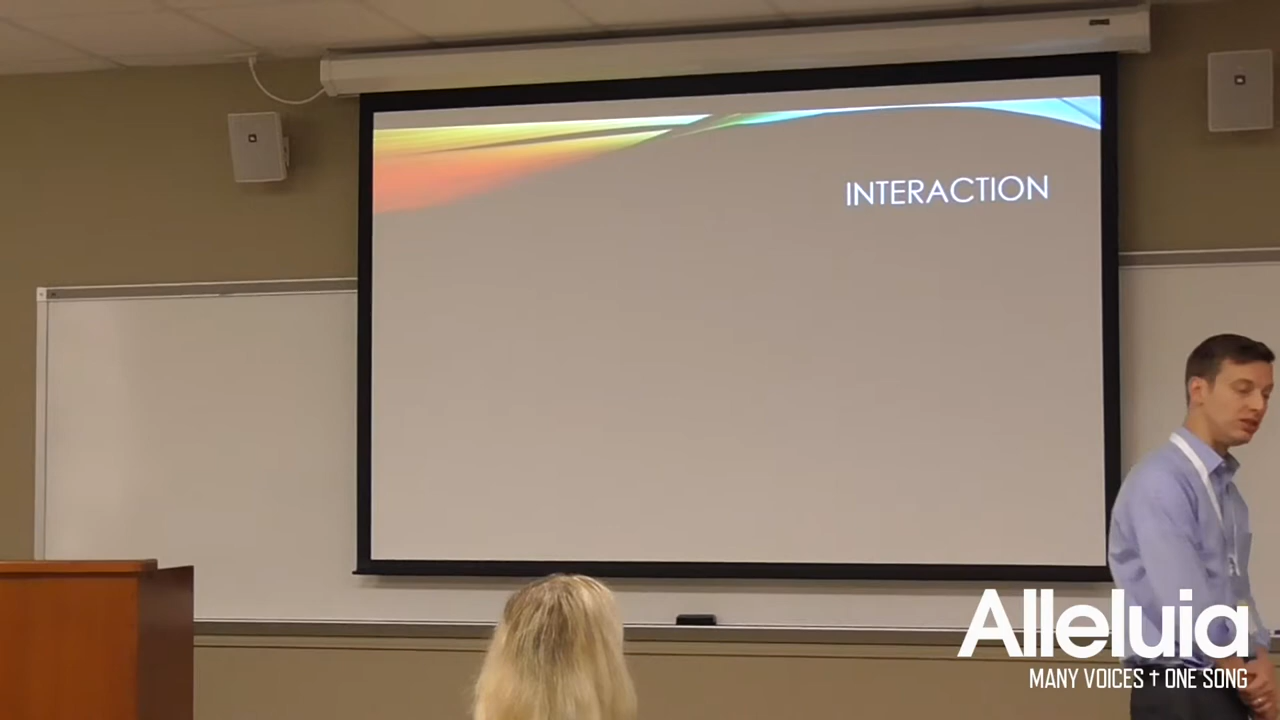 INTERACTION
Alleluia
MANY VOICES † ONE SONG